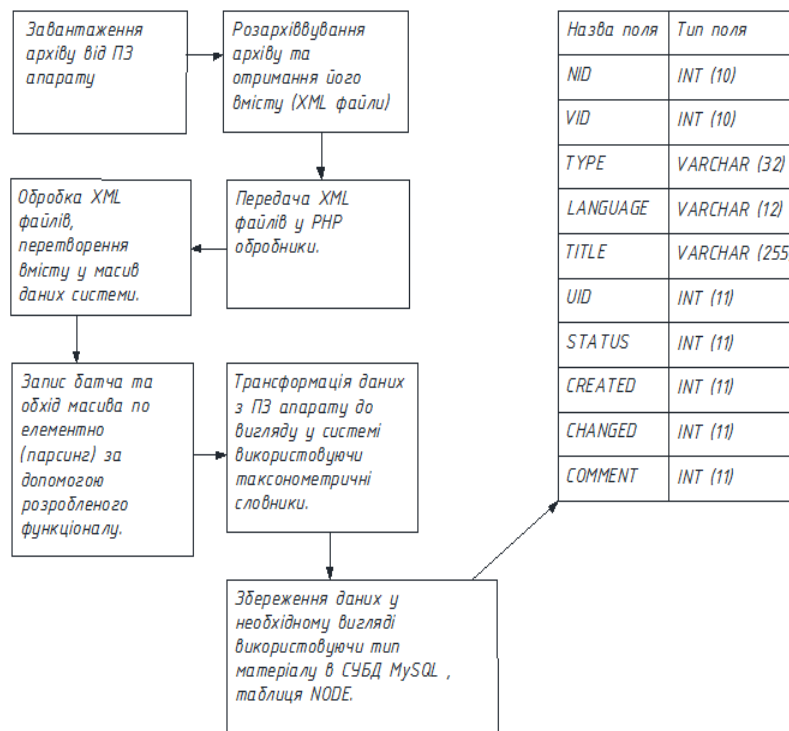 Завантаження
архіву від ПЗ
апарату
Розархіввування
архіву та
отримання його
вмісту (XML файли)
Передача XML
файлів у PHP
обробники.
Обробка XML
файлів,
перетворення
вмісту у масив
даних системи.
Запис батча та
обхід масива по
елементно
(парсинг) за
допомогою
розробленого
функціоналу.
Трансформація даних
з ПЗ апарату до
вигляду у системі
використовуючи
таксонометричні
словники.
Збереження даних у
необхідному вигляді
використовуючи тип
матеріалу в СУБД MySQL ,
таблиця NODE.
Назва поля Тип поля
NID INT (10)
VID INT (10)
TYPE VARCHAR (32)
LANGUAGE VARCHAR (12)
TITLE VARCHAR (255
UID INT (11)
STATUS INT (11)
CREATED INT (11)
CHANGED INT (11)
COMMENT INT (11)